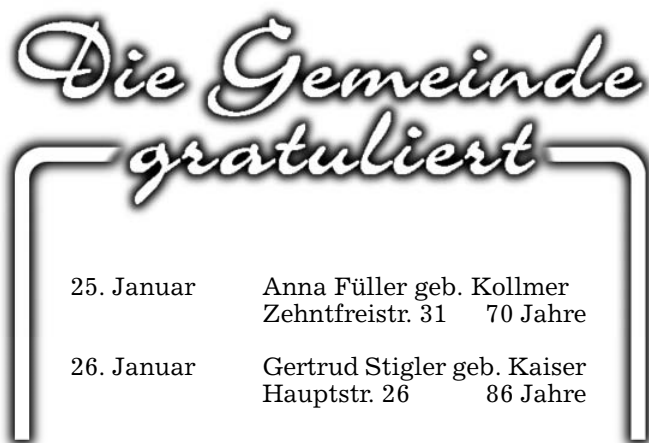 Die Gemeinde
gratuliert
25. Januar Anna Füller geb. Kollmer
Zehntfreistr. 31 70 Jahre
26. Januar Gertrud Stigler geb. Kaiser
Hauptstr. 26 86 Jahre